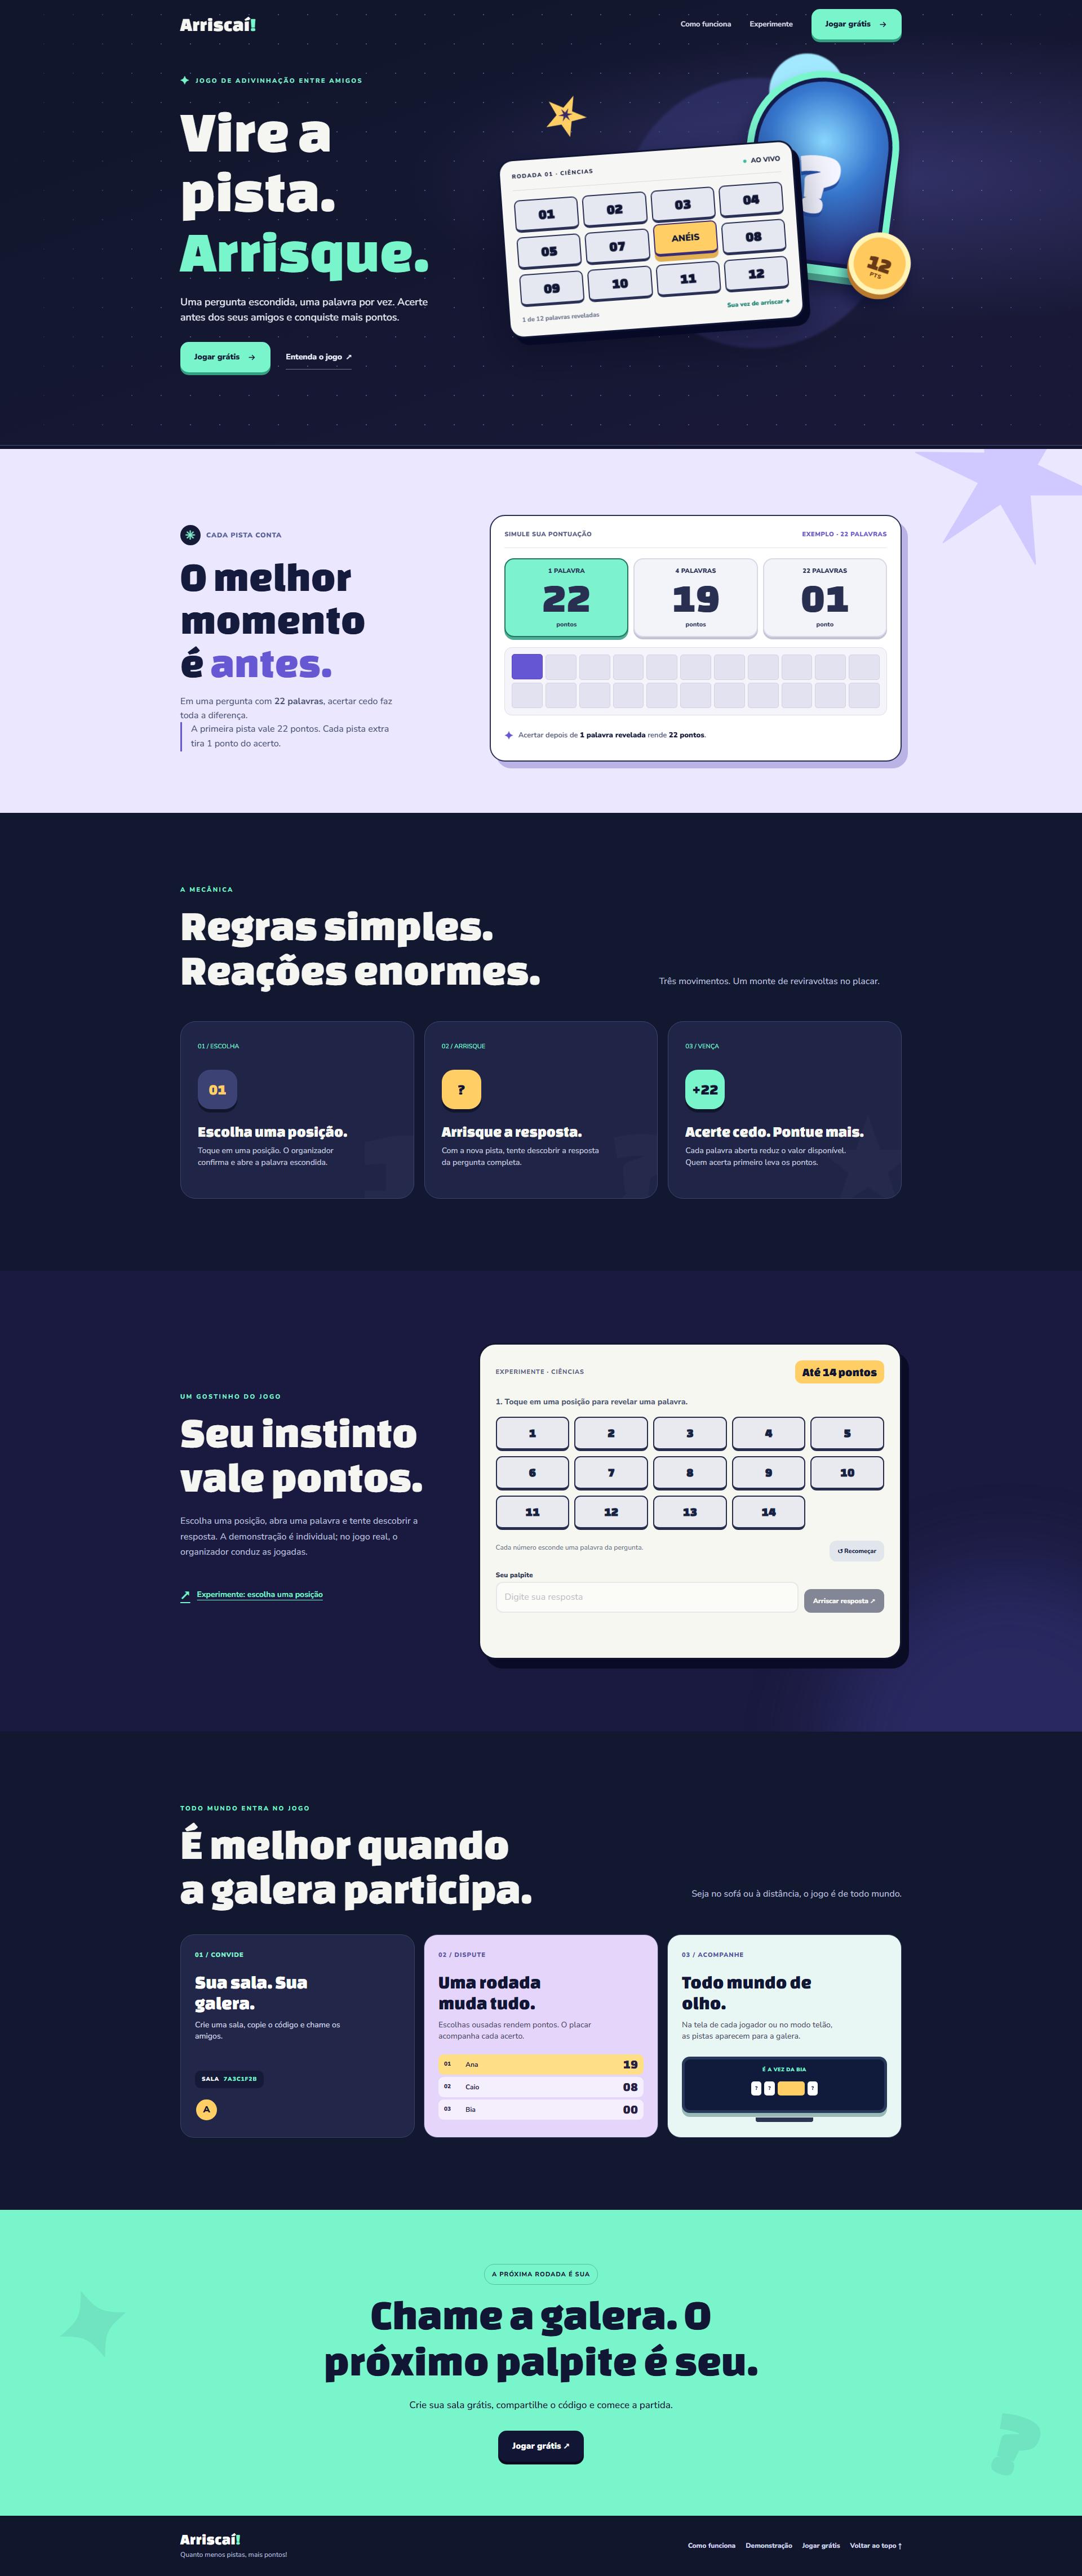 Arriscaí!
Como funciona
Experimente
Jogar grátis →
JOGO DE ADIVINHAÇÃO ENTRE AMIGOS
Vire a
pista.
Arrisque.
Uma pergunta escondida, uma palavra por vez. Acerte
antes dos seus amigos e conquiste mais pontos.
Jogar grátis →
Entenda o jogo ↗
RODADA 01 · CIÊNCIAS
AO VIVO
01 02 03 04
05 07 ANÉIS 08
09 10 11 12
1 de 12 palavras reveladas
Sua vez de arriscar ✦
?
12
PTS
CADA PISTA CONTA
O melhor
momento
é antes.
Em uma pergunta com 22 palavras, acertar cedo faz
toda a diferença.
A primeira pista vale 22 pontos. Cada pista extra
tira 1 ponto do acerto.
SIMULE SUA PONTUAÇÃO
EXEMPLO · 22 PALAVRAS
1 PALAVRA
22
pontos
4 PALAVRAS
19
pontos
22 PALAVRAS
01
ponto
Acertar depois de 1 palavra revelada rende 22 pontos.
A MECÂNICA
Regras simples.
Reações enormes.
Três movimentos. Um monte de reviravoltas no placar.
01 / ESCOLHA
01
Escolha uma posição.
Toque em uma posição. O organizador
confirma e abre a palavra escondida.
1
02 / ARRISQUE
?
Arrisque a resposta.
Com a nova pista, tente descobrir a resposta
da pergunta completa.
?
03 / VENÇA
+22
Acerte cedo. Pontue mais.
Cada palavra aberta reduz o valor disponível.
Quem acerta primeiro leva os pontos.
UM GOSTINHO DO JOGO
Seu instinto
vale pontos.
Escolha uma posição, abra uma palavra e tente descobrir a
resposta. A demonstração é individual; no jogo real, o
organizador conduz as jogadas.
↗ Experimente: escolha uma posição
EXPERIMENTE · CIÊNCIAS
Até 14 pontos
1. Toque em uma posição para revelar uma palavra.
1 2 3 4 5
6 7 8 9 10
11 12 13 14
Cada número esconde uma palavra da pergunta.
↺ Recomeçar
Seu palpite
Digite sua resposta
Arriscar resposta ↗
TODO MUNDO ENTRA NO JOGO
É melhor quando
a galera participa.
Seja no sofá ou à distância, o jogo é de todo mundo.
01 / CONVIDE
Sua sala. Sua
galera.
Crie uma sala, copie o código e chame os
amigos.
SALA 7A3C1F2B
A
02 / DISPUTE
Uma rodada
muda tudo.
Escolhas ousadas rendem pontos. O placar
acompanha cada acerto.
01 Ana 19
02 Caio 08
03 Bia 00
03 / ACOMPANHE
Todo mundo de
olho.
Na tela de cada jogador ou no modo telão,
as pistas aparecem para a galera.
É A VEZ DA BIA
? ? ?
A PRÓXIMA RODADA É SUA
Chame a galera. O
próximo palpite é seu.
Crie sua sala grátis, compartilhe o código e comece a partida.
Jogar grátis ↗
?
Arriscaí!
Quanto menos pistas, mais pontos!
Como funciona
Demonstração
Jogar grátis
Voltar ao topo ↑